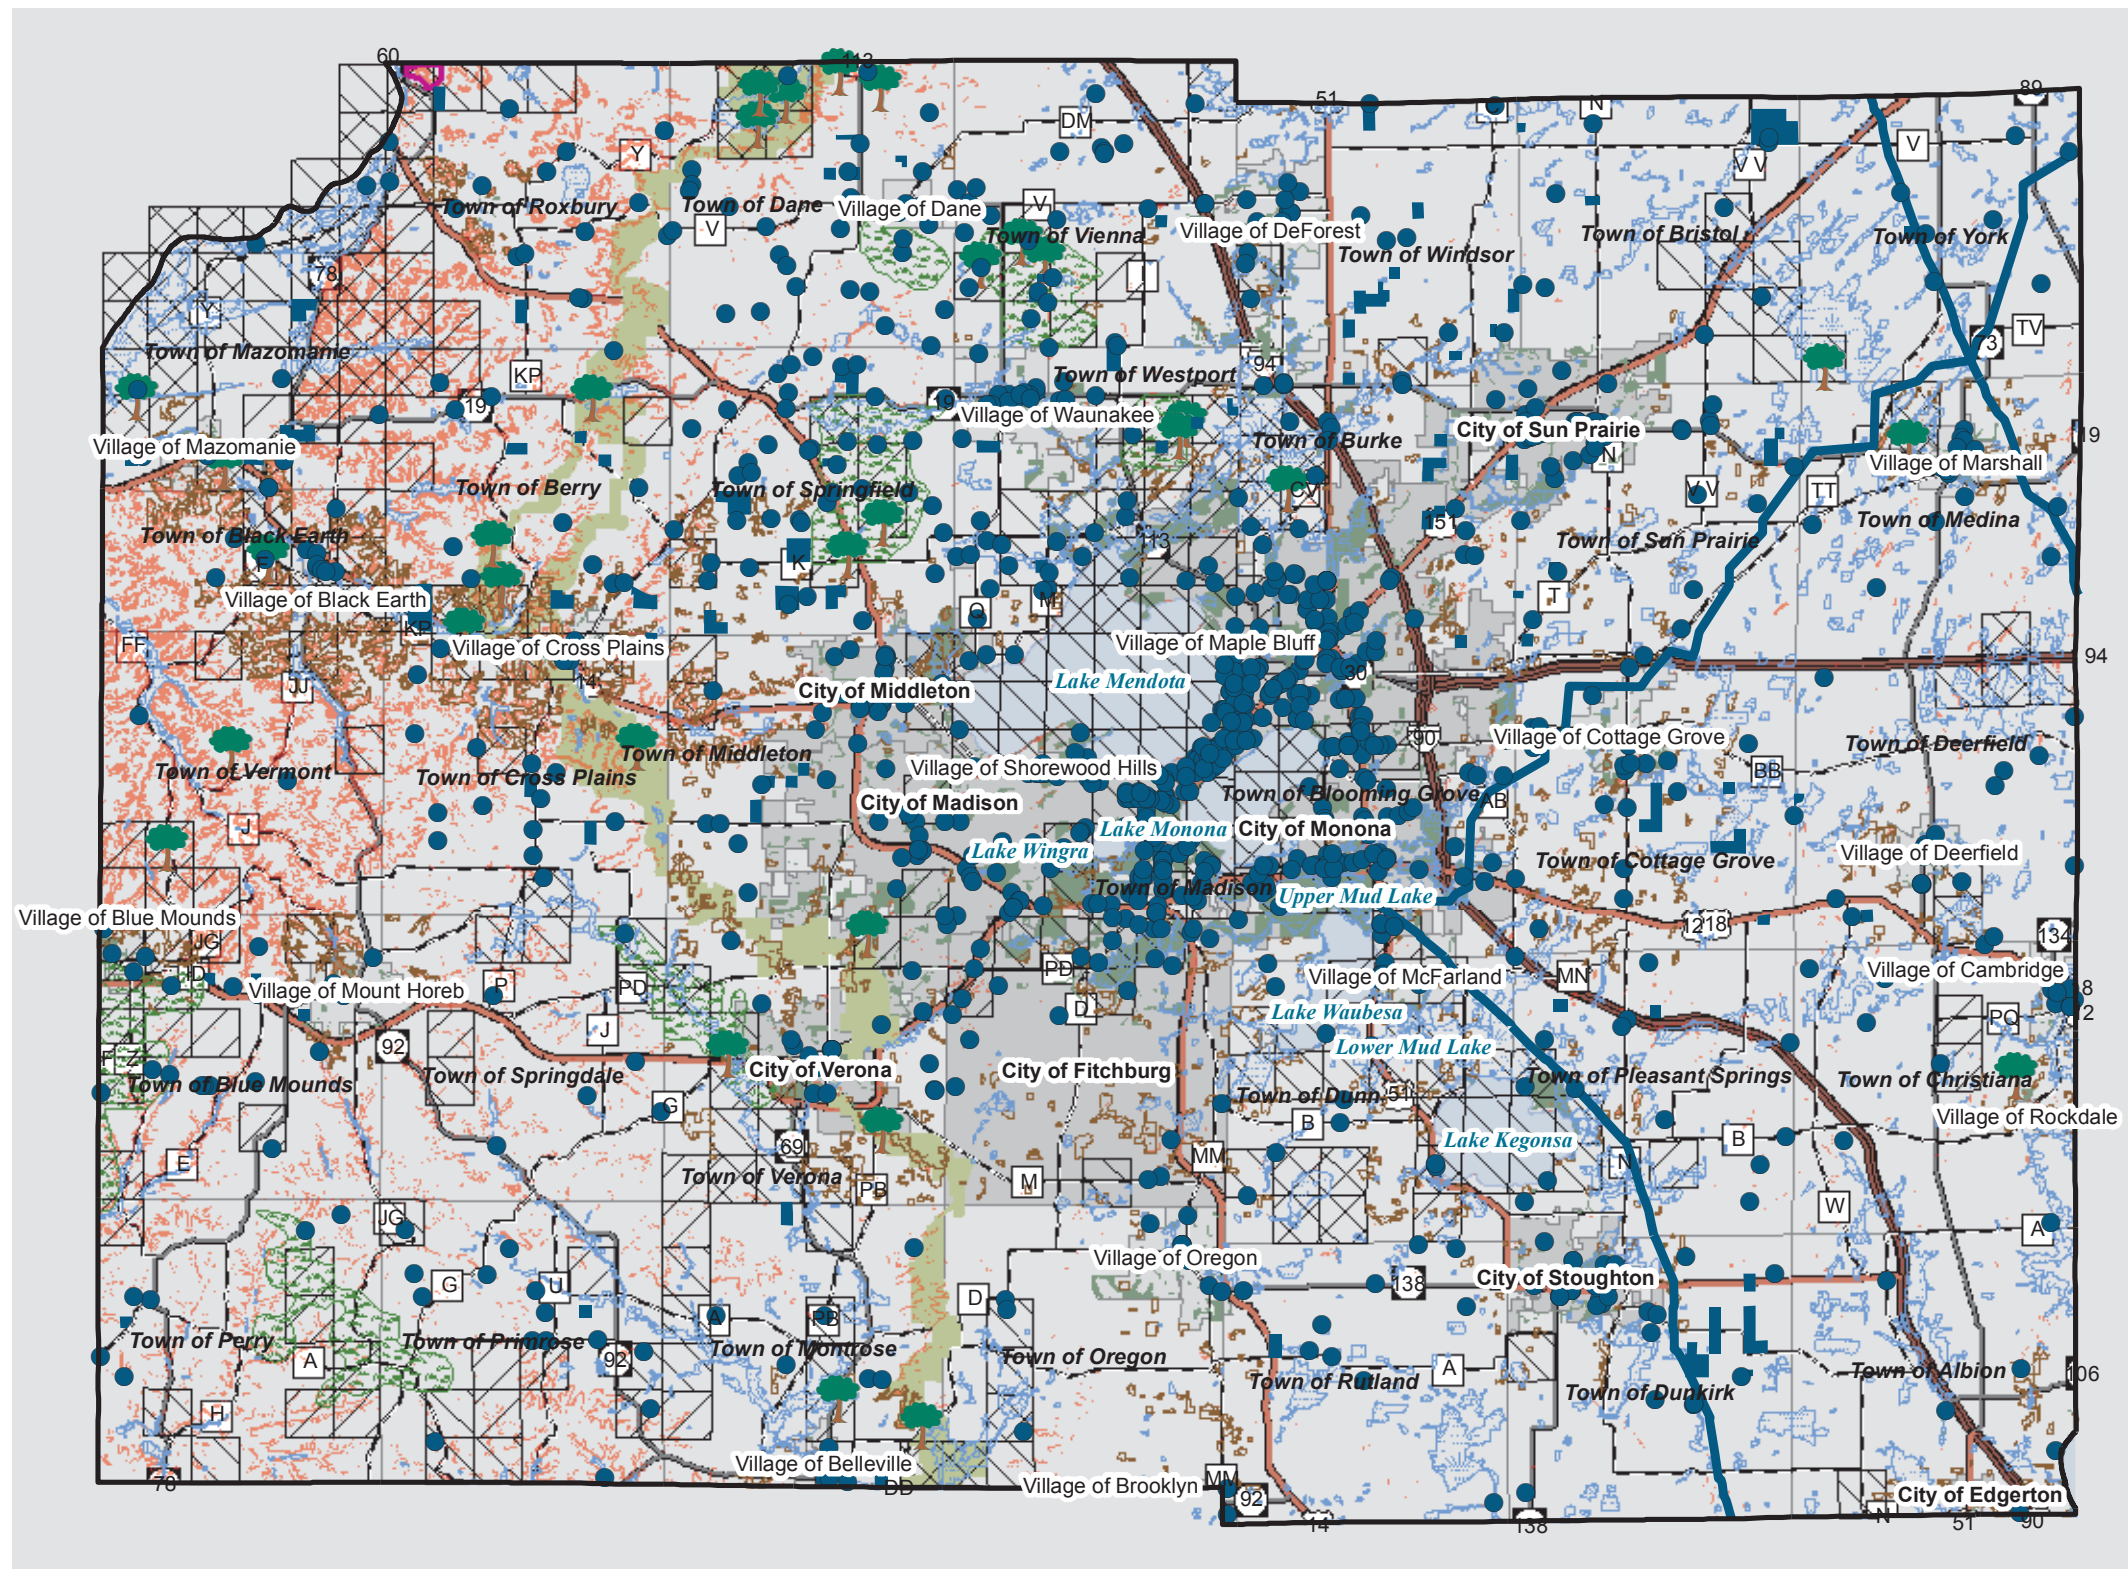 60
113
51
89
DM
Q
N
V
Y
V V
Town of Roxbury
Town of Dane
Village of Dane
V
V
Town of Vienna
Village of DeForest
Town of Windsor
Town of Bristol
Town of York
78
I
Y
TV
73
Town of Mazomanie
KP
94
Town of Westport
19
19
Village of Waunakee
Town of Burke
City of Sun Prairie
19
Village of Mazomanie
N
Village of Marshall
Town of Berry
Town of Springfield
CV
V V
TT
151
Town of Medina
Town of Black Earth
113
Town of Sun Prairie
F
K
Village of Black Earth
Q
M
T
KP
FF
Village of Cross Plains
Village of Maple Bluff
94
JJ
14
City of Middleton
Lake Mendota
30
90
Village of Cottage Grove
Town of Deerfield
Town of Middleton
Town of Vermont
Town of Cross Plains
Village of Shorewood Hills
BB
City of Madison
Town of Blooming Grove
AB
J
Lake Monona
City of Monona
Lake Wingra
Town of Cottage Grove
Village of Deerfield
Town of Madison
Upper Mud Lake
Village of Blue Mounds
12
18
134
JG
ID
PD
Village of McFarland
MN
Village of Cambridge
Village of Mount Horeb
P
PD
18
12
D
Lake Waubesa
PQ
J
92
Lower Mud Lake
F
Z
Town of Blue Mounds
Town of Springdale
City of Verona
City of Fitchburg
Town of Dunn
51
Town of Pleasant Springs
Town of Christiana
G
B
Village of Rockdale
69
Lake Kegonsa
B
E
MM
N
Town of Verona
PB
M
JG
W
A
Village of Oregon
G
U
138
City of Stoughton
D
A
PB
Town of Perry
Town of Primrose
Town of Montrose
A
92
Town of Oregon
A
Town of Rutland
Town of Albion
106
Town of Dunkirk
H
Village of Belleville
78
DD
Village of Brooklyn
MM
92
City of Edgerton
14
138
N
51
90